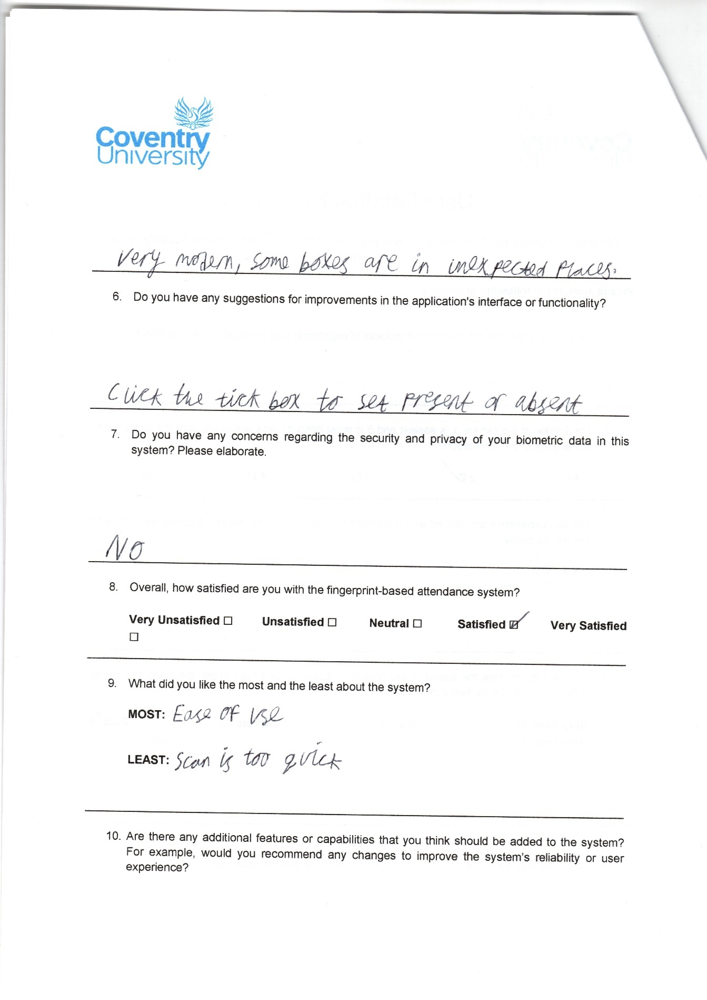 Coventry
University
Very modern, some boxes are in inexpected places.
6. Do you have any suggestions for improvements in the application's interface or functionality?
Click the tick box to set present or absent
7. Do you have any concerns regarding the security and privacy of your biometric data in this
system? Please elaborate.
NO
8. Overall, how satisfied are you with the fingerprint-based attendance system?
Very Unsatisfied ☐ Unsatisfied ☐ Neutral ☐ Satisfied ☑ Very Satisfied
☐
9. What did you like the most and the least about the system?
MOST: Ease of use
LEAST: Scan is too quick
10. Are there any additional features or capabilities that you think should be added to the system?
For example, would you recommend any changes to improve the system's reliability or user
experience?